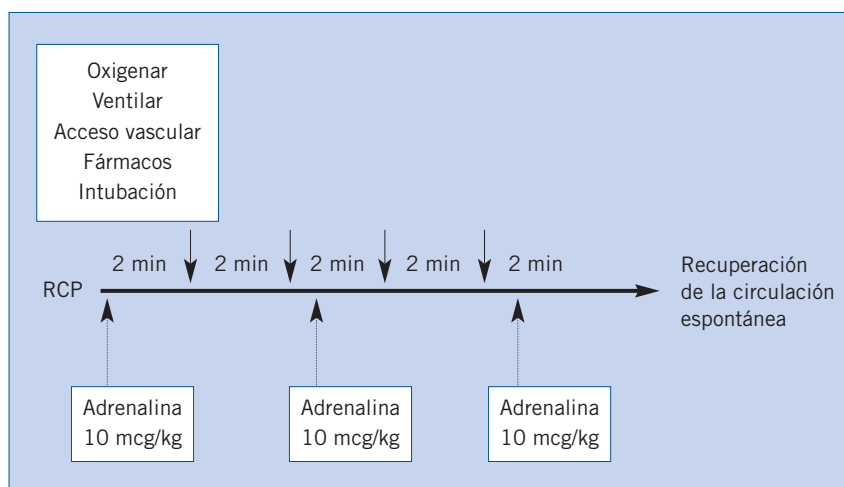 Oxigenar
Ventilar
Acceso vascular
Fármacos
Intubación
2 min
2 min
2 min
2 min
2 min
RCP
Recuperación
de la circulación
espontánea
Adrenalina
10 mcg/kg
Adrenalina
10 mcg/kg
Adrenalina
10 mcg/kg